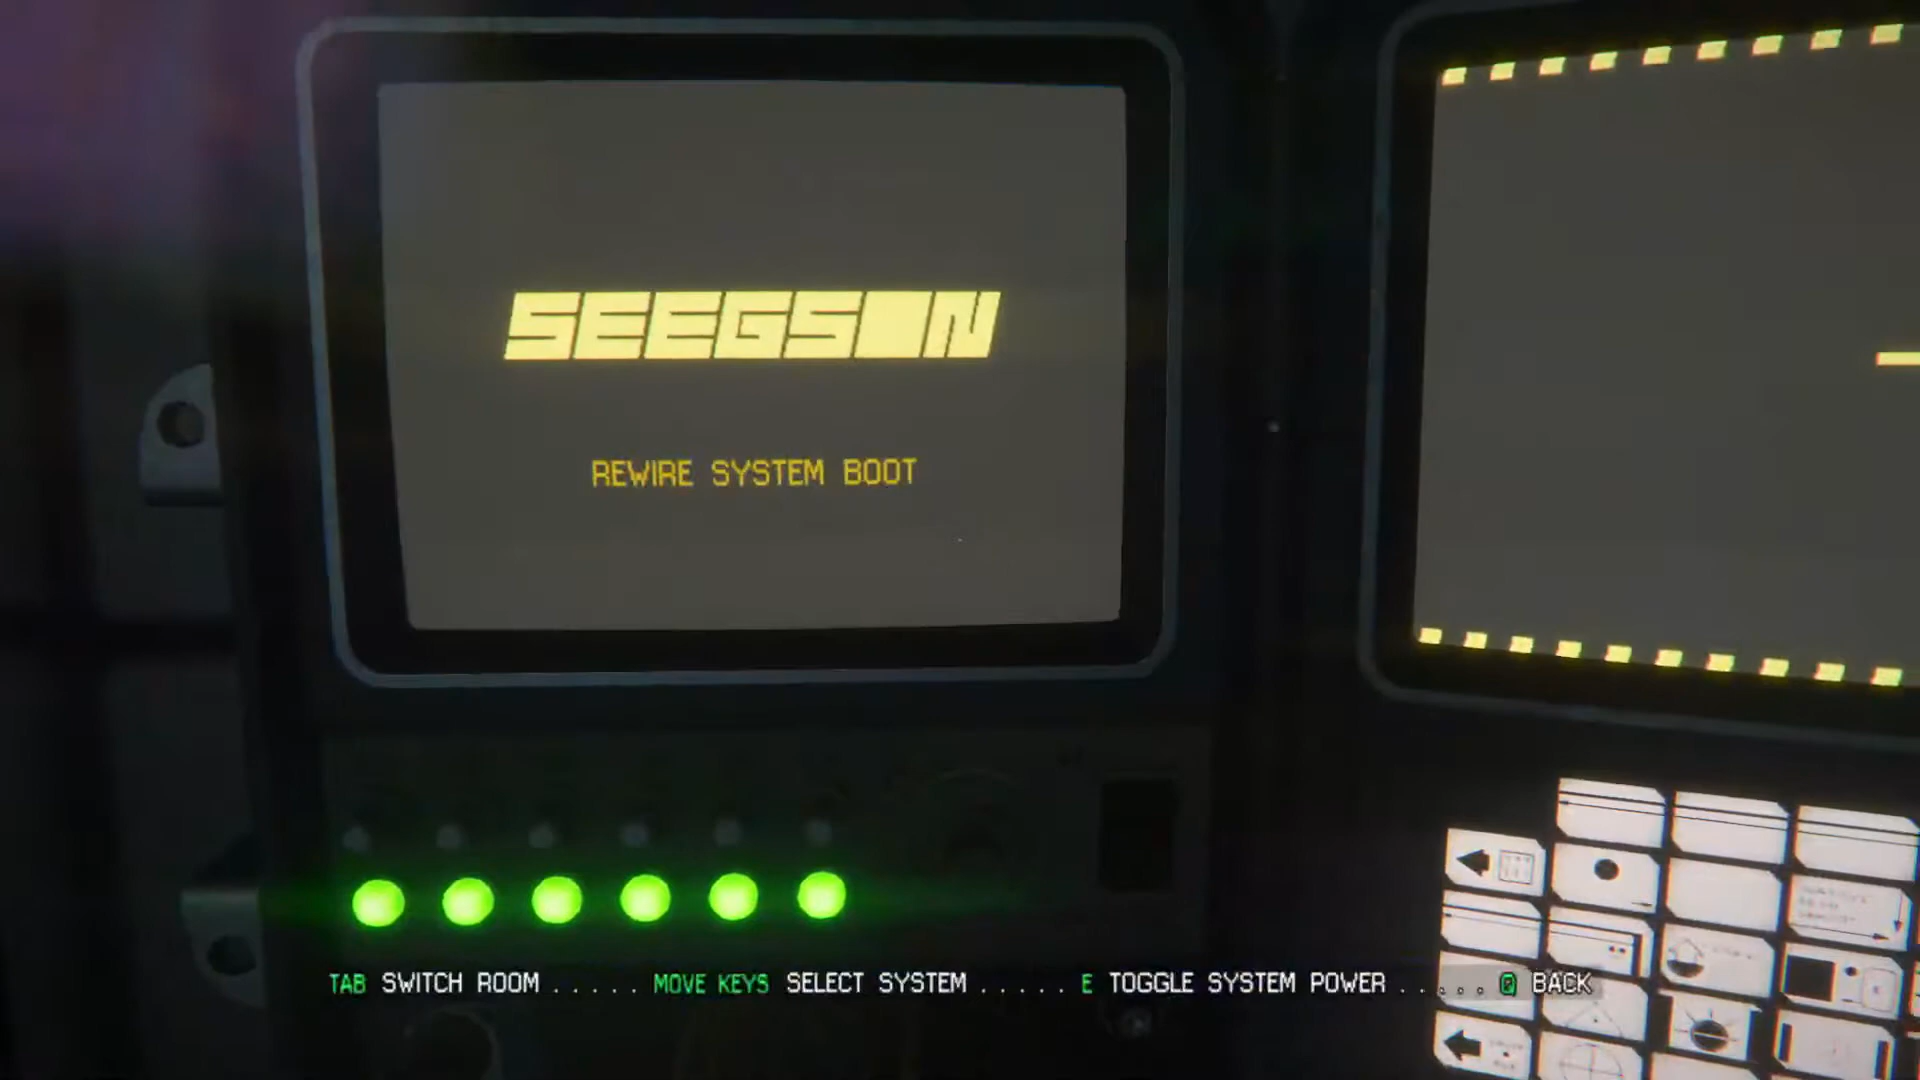 SEEGSON
REWIRE SYSTEM BOOT
TAB SWITCH ROOM ..... MOVE KEYS SELECT SYSTEM ..... E TOGGLE SYSTEM POWER ..... Q BACK